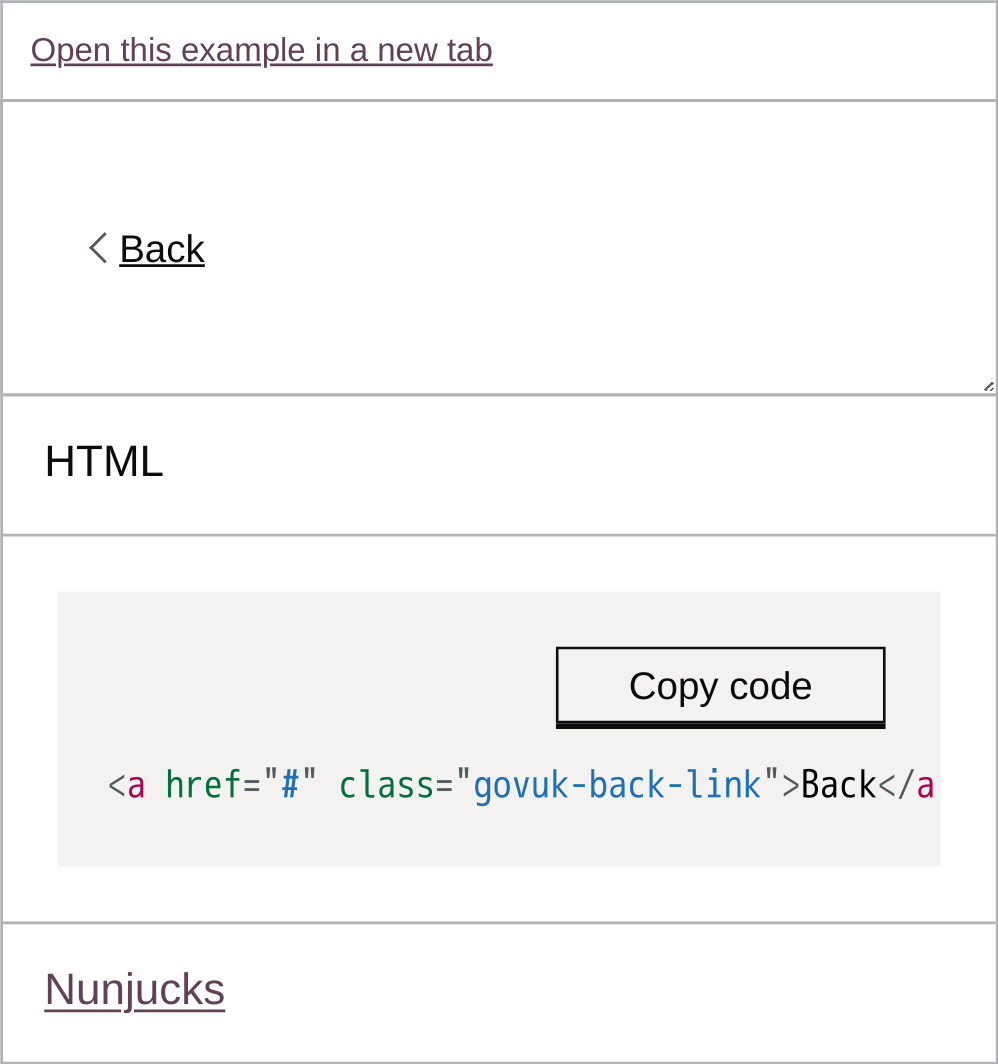 Open this example in a new tab
Back
HTML
Copy code
<a href="#" class="govuk-back-link">Back</a
Nunjucks